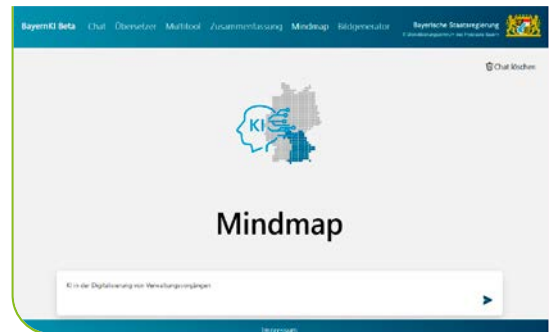 BayernKI Beta Chat Übersetzer Multitool Zusammenfassung Mindmap Bildgenerator
Bayerische Staatsregierung
Chat löschen
KI
Mindmap
KI in der Digitalisierung von Verwaltungsvorgängen
Impressum